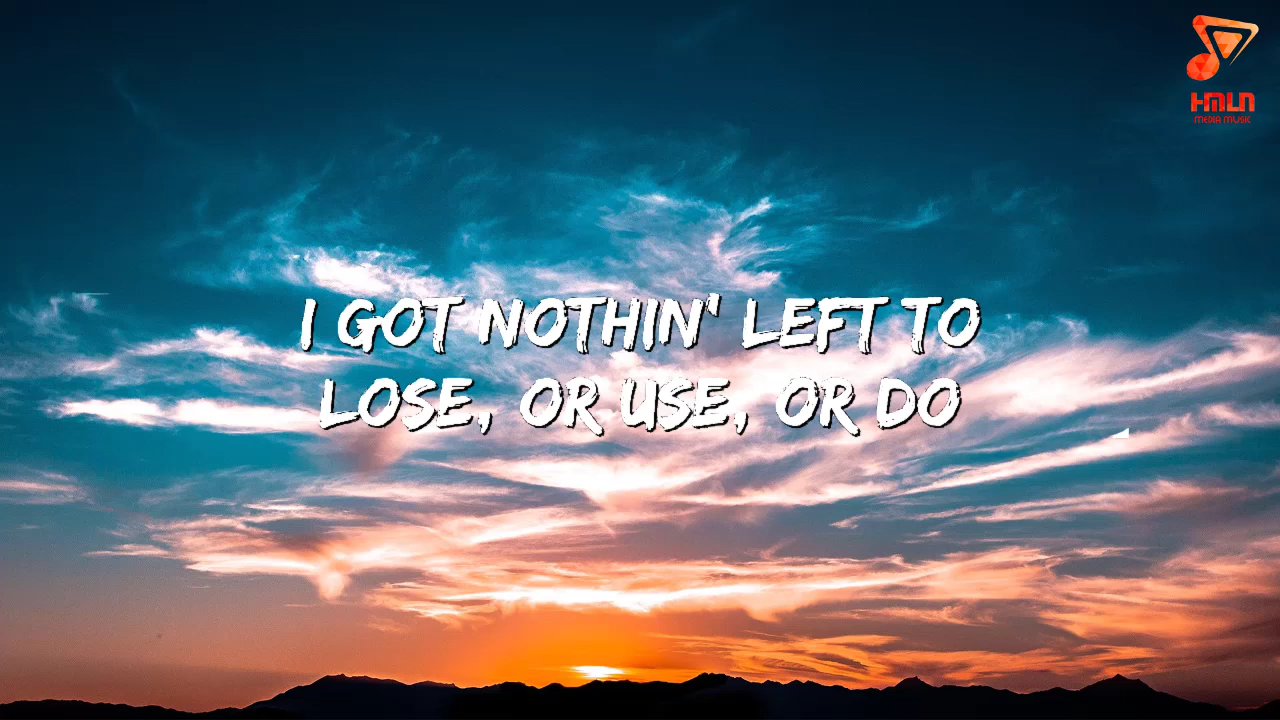 HMLN
MEDIA MUSIC
I GOT NOTHIN' LEFT TO
LOSE, OR USE, OR DO